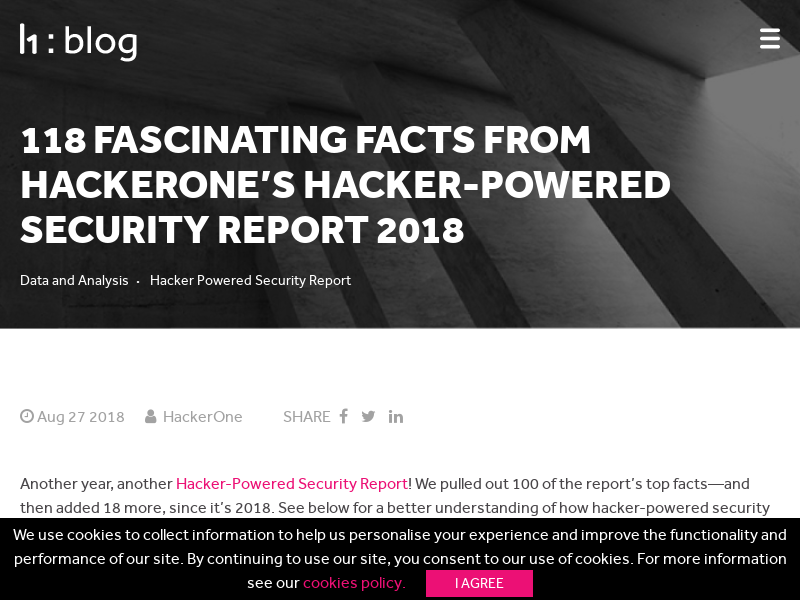 h1 : blog
118 FASCINATING FACTS FROM
HACKERONE’S HACKER-POWERED
SECURITY REPORT 2018
Data and Analysis · Hacker Powered Security Report
Aug 27 2018 HackerOne SHARE
Another year, another Hacker-Powered Security Report! We pulled out 100 of the report’s top facts—and
then added 18 more, since it’s 2018. See below for a better understanding of how hacker-powered security
We use cookies to collect information to help us personalise your experience and improve the functionality and
performance of our site. By continuing to use our site, you consent to our use of cookies. For more information
see our cookies policy. I AGREE